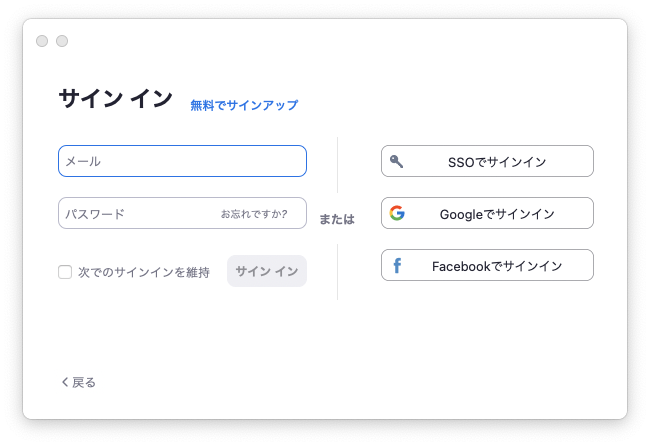 サイン イン
無料でサインアップ
メール
パスワード
お忘れですか?
次でのサインインを維持
サイン イン
または
SSOでサインイン
Googleでサインイン
Facebookでサインイン
戻る